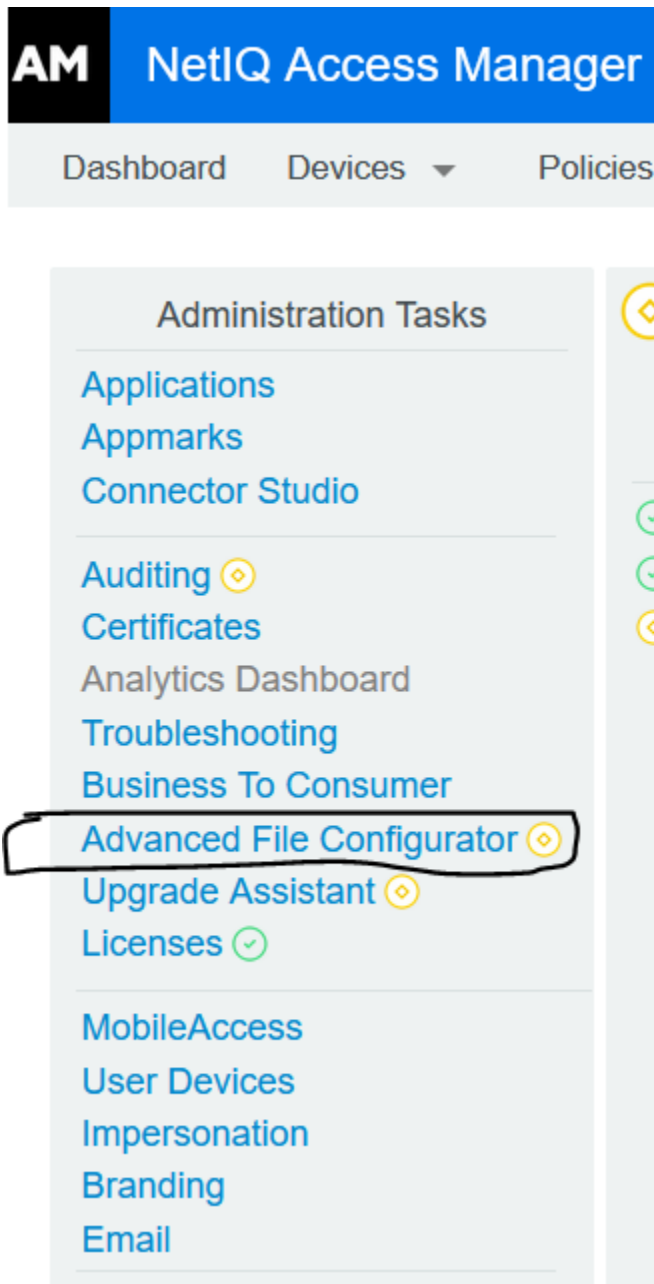 AM NetIQ Access Manager
Dashboard Devices Policies
Administration Tasks
Applications
Appmarks
Connector Studio
Auditing
Certificates
Analytics Dashboard
Troubleshooting
Business To Consumer
Advanced File Configurator
Upgrade Assistant
Licenses
MobileAccess
User Devices
Impersonation
Branding
Email